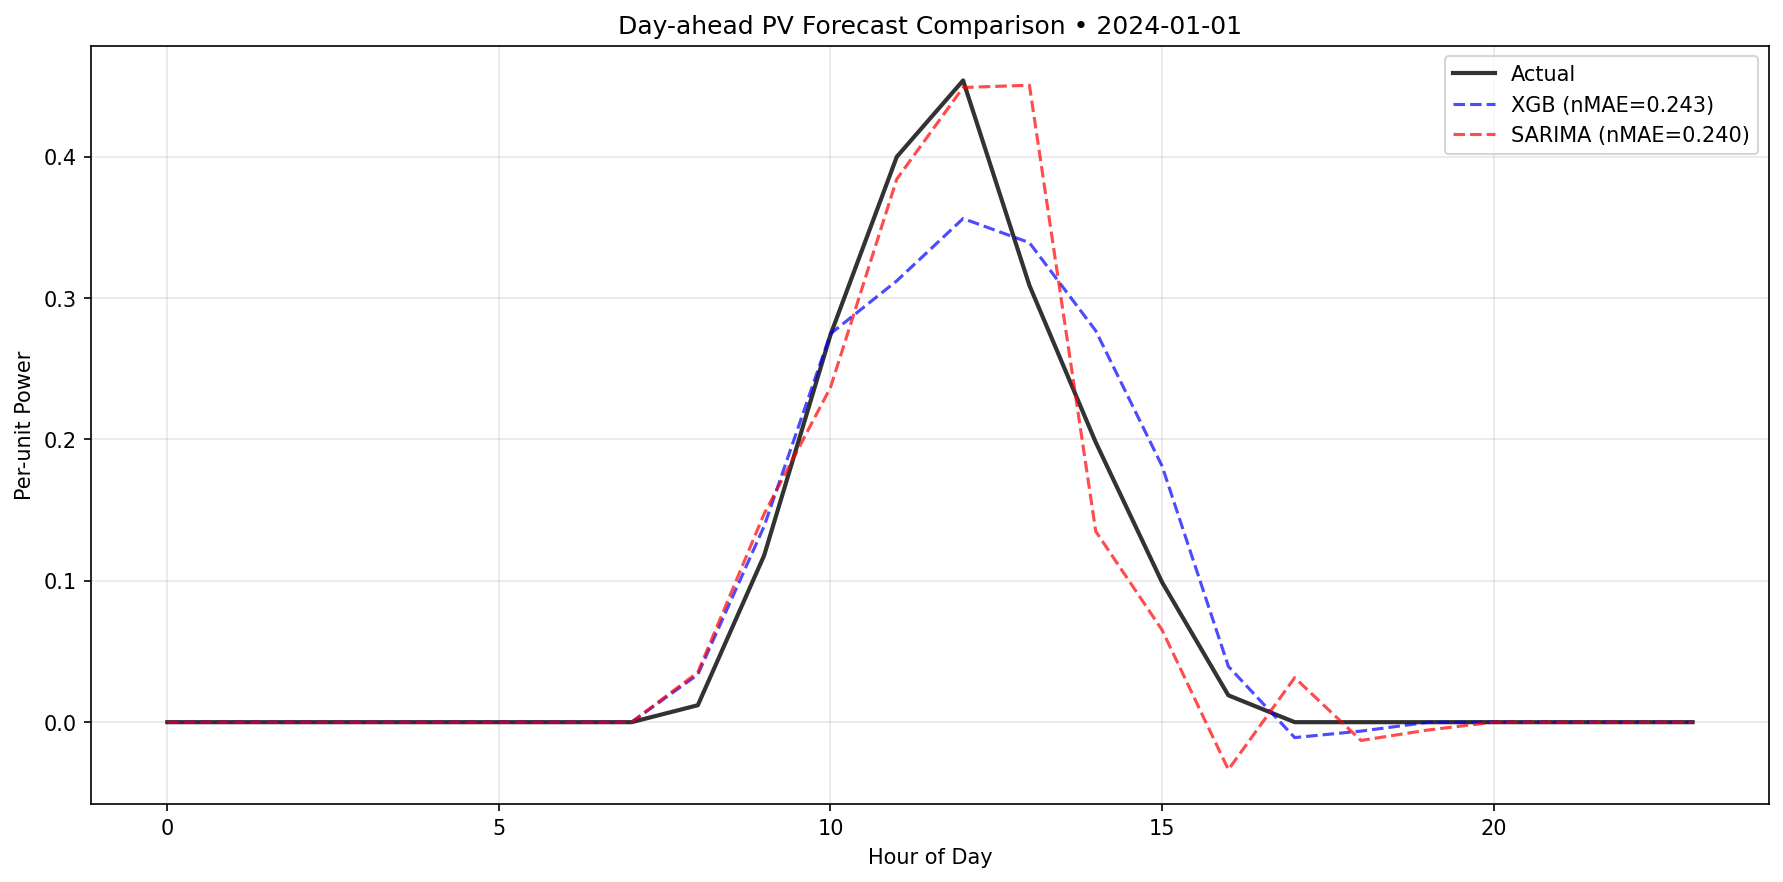 Day-ahead PV Forecast Comparison • 2024-01-01
Actual
XGB (nMAE=0.243)
SARIMA (nMAE=0.240)
Per-unit Power
0.4
0.3
0.2
0.1
0.0
0 5 10 15 20
Hour of Day